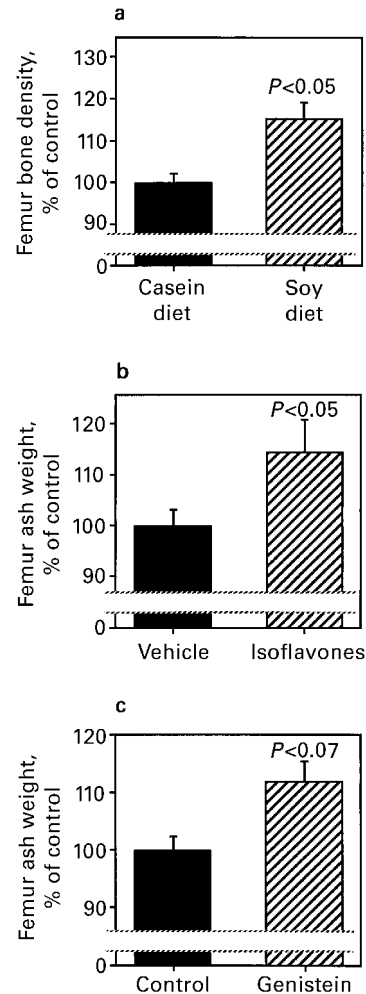 a
Femur bone density,
% of control
130
120
110
100
90
0
P<0.05
Casein
diet
Soy
diet
b
Femur ash weight,
% of control
120
110
100
90
0
P<0.05
Vehicle
Isoflavones
c
Femur ash weight,
% of control
120
110
100
90
0
P<0.07
Control
Genistein